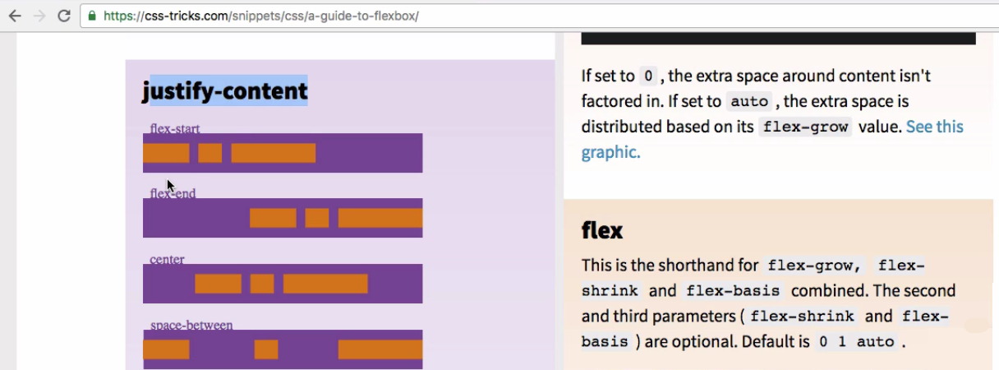 https://css-tricks.com/snippets/css/a-guide-to-flexbox/
justify-content
flex-start
flex-end
center
space-between
If set to 0, the extra space around content isn't
factored in. If set to auto, the extra space is
distributed based on its flex-grow value. See this
graphic.
flex
This is the shorthand for flex-grow, flex-
shrink and flex-basis combined. The second
and third parameters (flex-shrink and flex-
basis) are optional. Default is 0 1 auto.